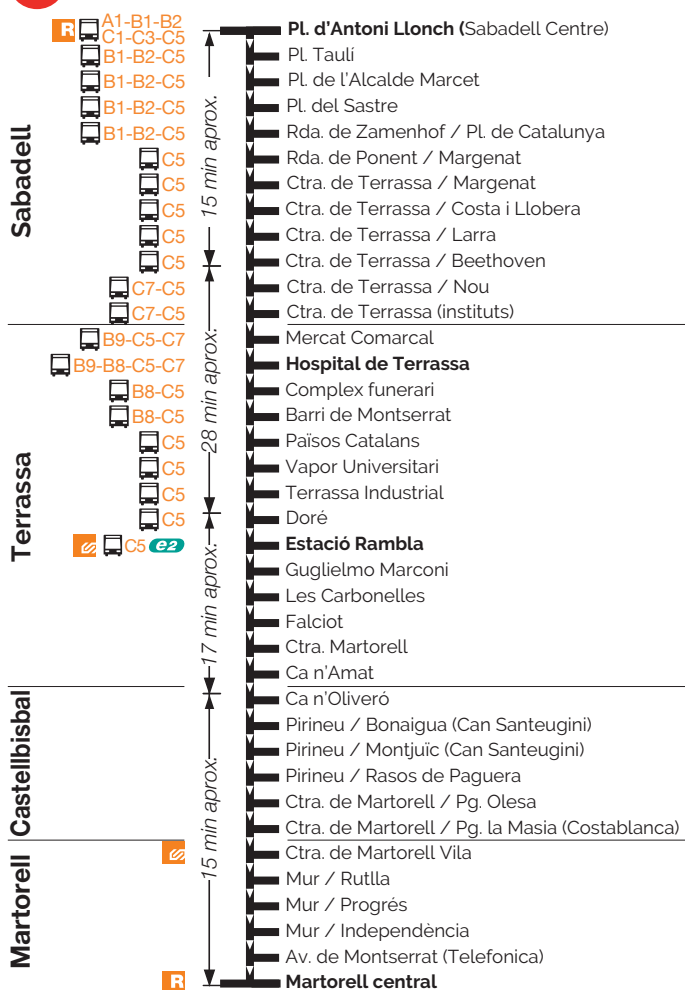 R A1-B1-B2 Pl. d'Antoni Llonch (Sabadell Centre)
C1-C3-C5
B1-B2-C5 Pl. Taulí
B1-B2-C5 Pl. de l'Alcalde Marcet
B1-B2-C5 Pl. del Sastre
B1-B2-C5 Rda. de Zamenhof / Pl. de Catalunya
C5 Rda. de Ponent / Margenat
C5 Ctra. de Terrassa / Margenat
C5 Ctra. de Terrassa / Costa i Llobera
C5 Ctra. de Terrassa / Larra
C5 Ctra. de Terrassa / Beethoven
C7-C5 Ctra. de Terrassa / Nou
C7-C5 Ctra. de Terrassa (instituts)
Sabadell
15 min aprox.
B9-C5-C7 Mercat Comarcal
B9-B8-C5-C7 Hospital de Terrassa
B8-C5 Complex funerari
B8-C5 Barri de Montserrat
C5 Països Catalans
C5 Vapor Universitari
C5 Terrassa Industrial
C5 Doré
C5 e2 Estació Rambla
Guglielmo Marconi
Les Carbonelles
Falciot
Ctra. Martorell
Ca n'Amat
Terrassa
28 min aprox.
17 min aprox.
Ca n'Oliveró
Pirineu / Bonaigua (Can Santeugini)
Pirineu / Montjuïc (Can Santeugini)
Pirineu / Rasos de Paguera
Ctra. de Martorell / Pg. Olesa
Ctra. de Martorell / Pg. la Masia (Costablanca)
Castellbisbal
15 min aprox.
Ctra. de Martorell Vila
Mur / Rutlla
Mur / Progrés
Mur / Independència
Av. de Montserrat (Telefonica)
R Martorell central
Martorell